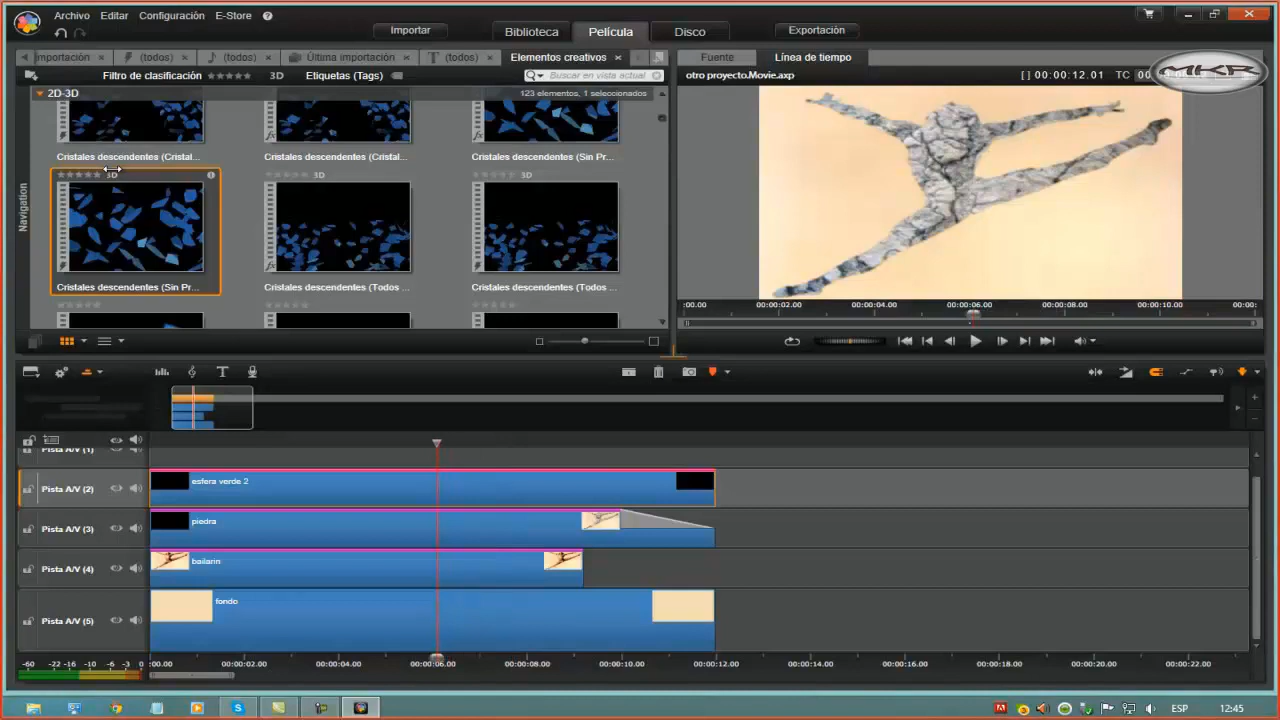 Archivo Editar Configuración E-Store ?
Importar Biblioteca Película Disco Exportación
mportación x (todos) x (todos) x Última importación x T (todos) x Elementos creativos x
Fuente Línea de tiempo
Filtro de clasificación 3D Etiquetas (Tags) Buscar en vista actual
otro proyecto.Movie.axp [ ] 00:00:12.01 TC 0
MKR
2D-3D 123 elementos, 1 seleccionados
Cristales descendentes (Cristal... Cristales descendentes (Cristal... Cristales descendentes (Sin Pr...
3D 3D 3D
Cristales descendentes (Sin Pr... Cristales descendentes (Todos ... Cristales descendentes (Todos ...
Navigation
:00.00 00:00:02.00 00:00:04.00 00:00:06.00 00:00:08.00 00:00:10.00 00:00:
Pista A/V (1)
Pista A/V (2) esfera verde 2
Pista A/V (3) piedra
Pista A/V (4) bailarin
Pista A/V (5) fondo
-60 -22 -16 -10 -6 -3 0 :00.00 00:00:02.00 00:00:04.00 00:00:06.00 00:00:08.00 00:00:10.00 00:00:12.00 00:00:14.00 00:00:16.00 00:00:18.00 00:00:20.00 00:00:22.00
ESP 12:45